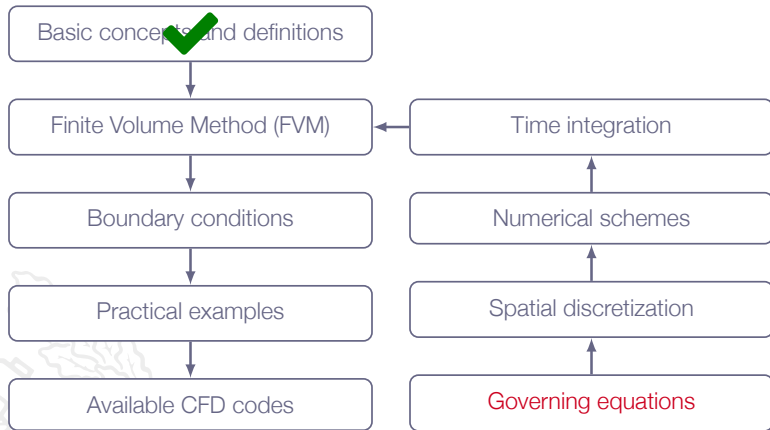 Basic concepts and definitions
Finite Volume Method (FVM)
Time integration
Boundary conditions
Numerical schemes
Practical examples
Spatial discretization
Available CFD codes
Governing equations